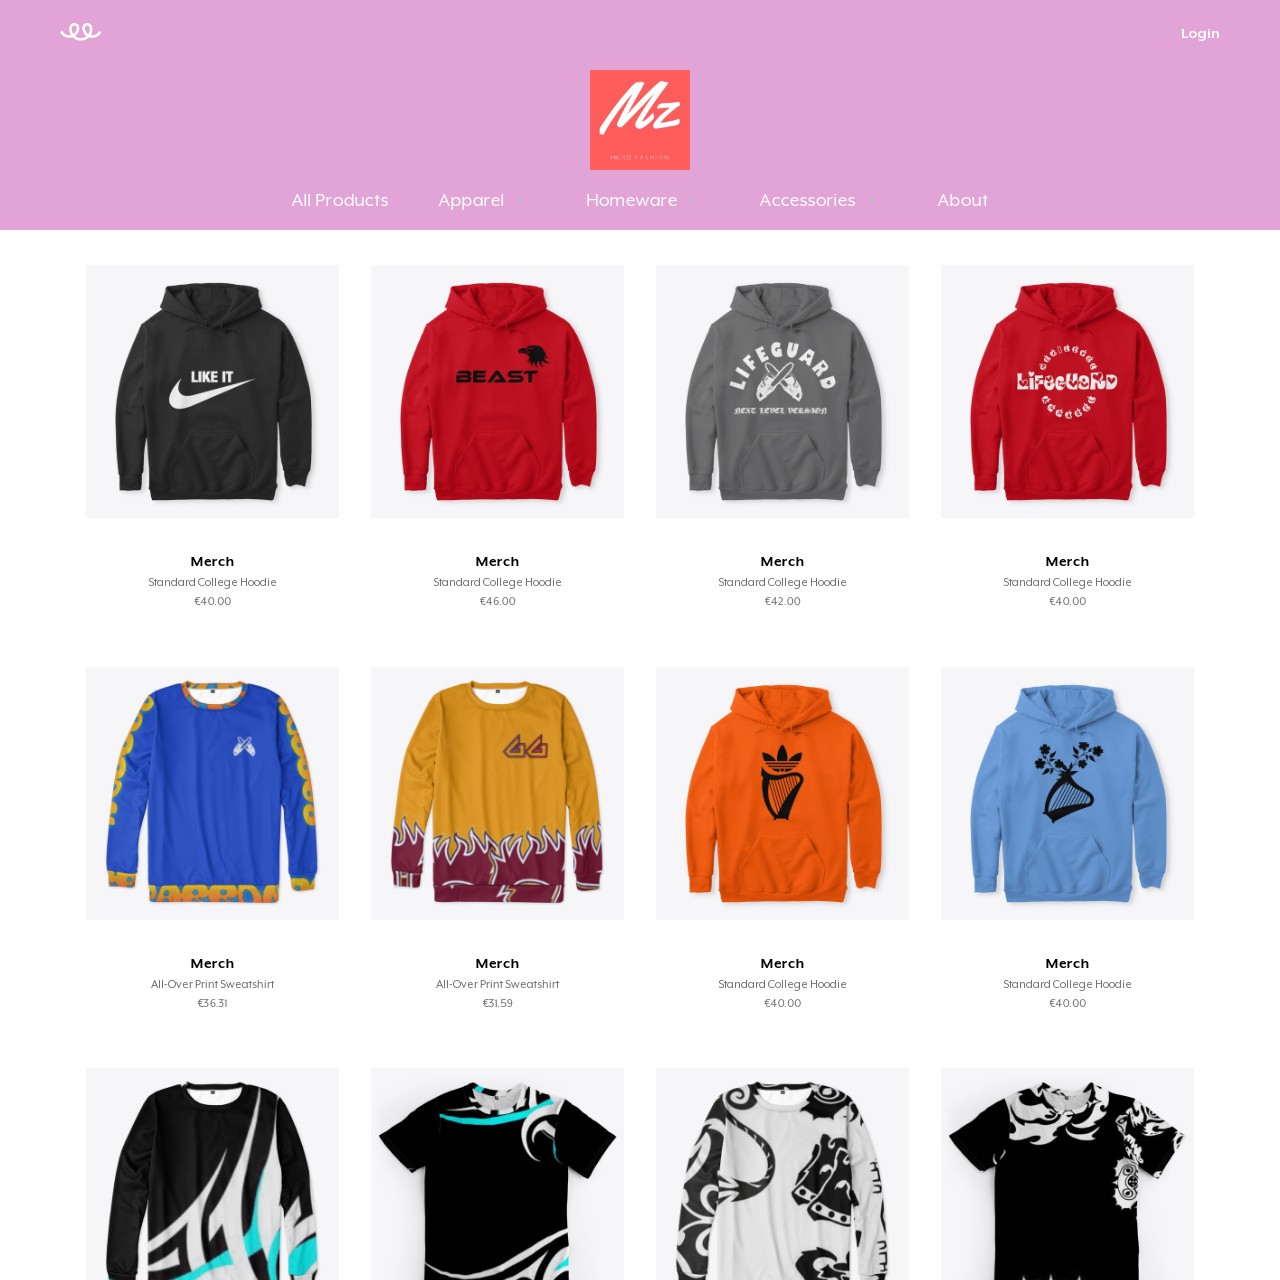 Login
Mz
All Products
Apparel
Homeware
Accessories
About
LIKE IT
BEAST
LIFEGUARD
NEXT LEVEL VERSION
LiFeGUaRD
Merch
Standard College Hoodie
€40.00
Merch
Standard College Hoodie
€46.00
Merch
Standard College Hoodie
€42.00
Merch
Standard College Hoodie
€40.00
Merch
All-Over Print Sweatshirt
€36.31
Merch
All-Over Print Sweatshirt
€31.59
Merch
Standard College Hoodie
€40.00
Merch
Standard College Hoodie
€40.00